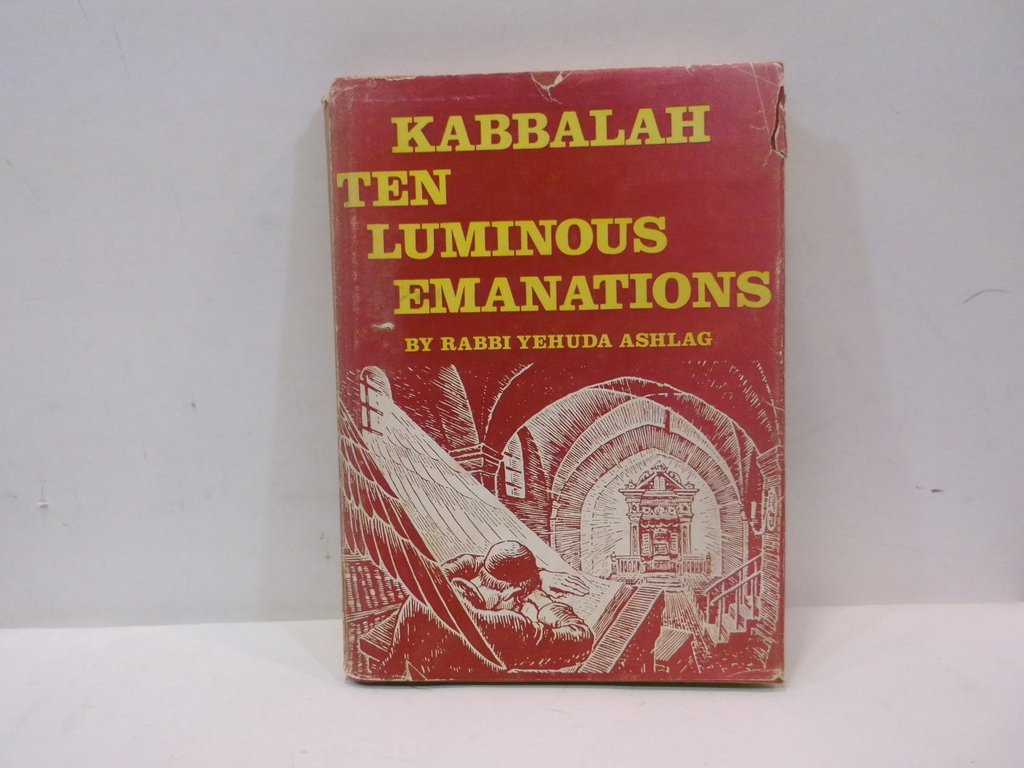 KABBALAH
TEN
LUMINOUS
EMANATIONS
BY RABBI YEHUDA ASHLAG